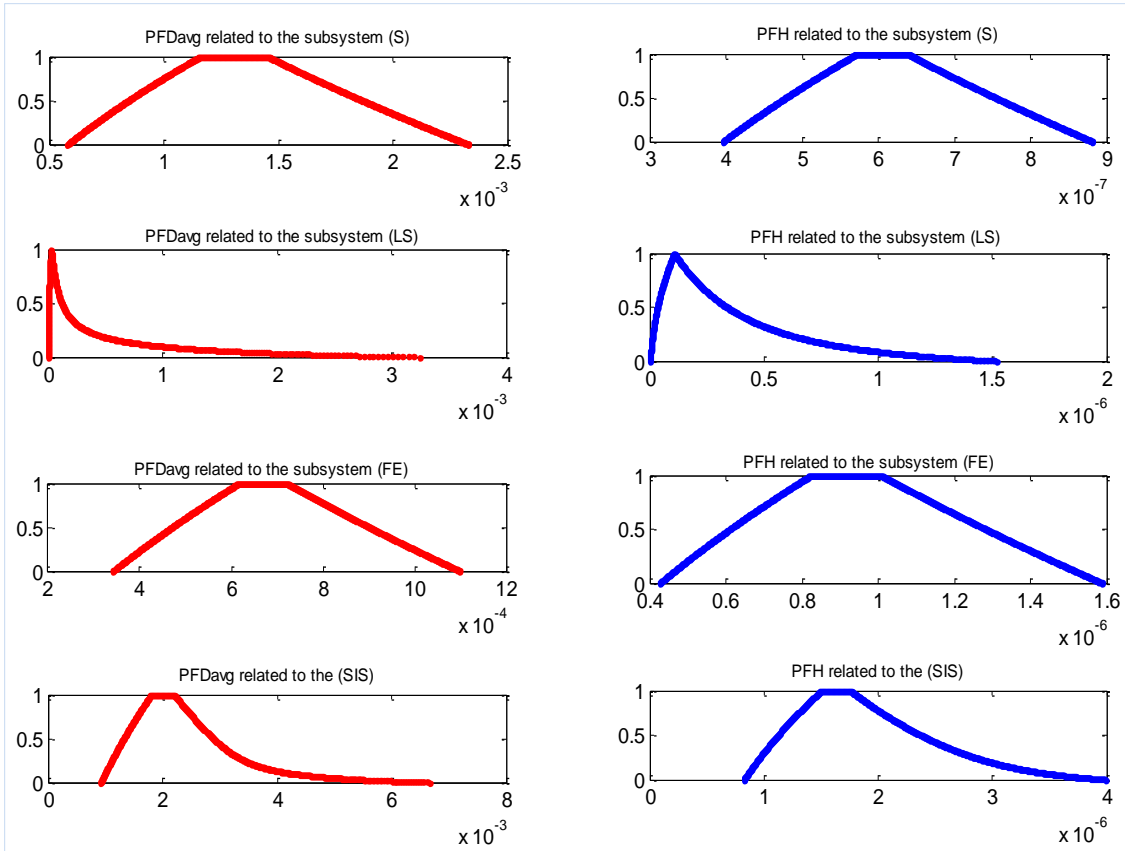 PFDavg related to the subsystem (S)
1
0.5
0
0.5 1 1.5 2 2.5
x 10^-3
PFH related to the subsystem (S)
1
0.5
0
3 4 5 6 7 8 9
x 10^-7
PFDavg related to the subsystem (LS)
1
0.5
0
0 1 2 3 4
x 10^-3
PFH related to the subsystem (LS)
1
0.5
0
0 0.5 1 1.5 2
x 10^-6
PFDavg related to the subsystem (FE)
1
0.5
0
2 4 6 8 10 12
x 10^-4
PFH related to the subsystem (FE)
1
0.5
0
0.4 0.6 0.8 1 1.2 1.4 1.6
x 10^-6
PFDavg related to the (SIS)
1
0.5
0
0 2 4 6 8
x 10^-3
PFH related to the (SIS)
1
0.5
0
0 1 2 3 4
x 10^-6